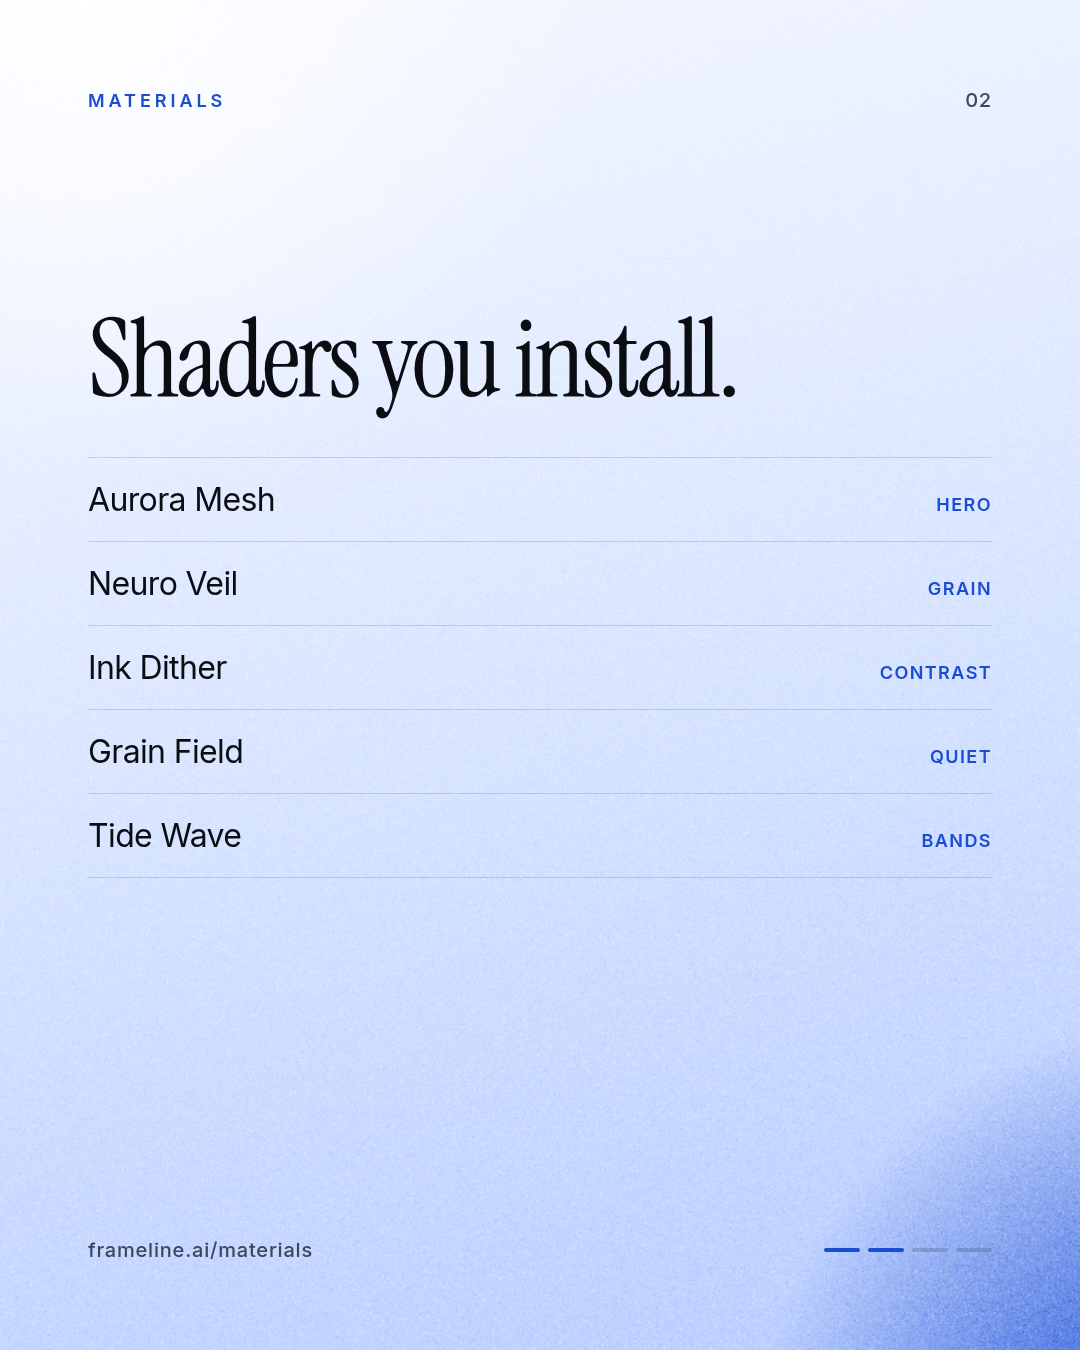 MATERIALS
02
Shaders you install.
Aurora Mesh
HERO
Neuro Veil
GRAIN
Ink Dither
CONTRAST
Grain Field
QUIET
Tide Wave
BANDS
frameline.ai/materials